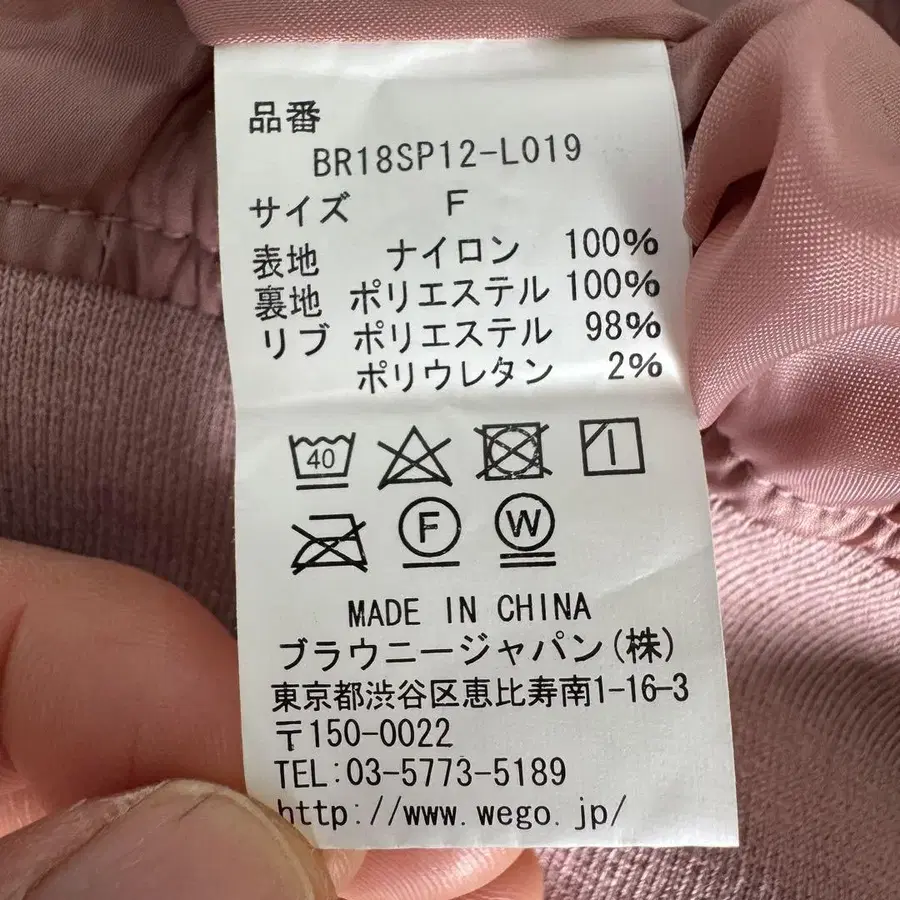 品番
BR18SP12-L019
サイズ F
表地 ナイロン 100%
裏地 ポリエステル 100%
リブ ポリエステル 98%
ポリウレタン 2%
40
F W
MADE IN CHINA
ブラウニージャパン(株)
東京都渋谷区恵比寿南1-16-3
〒150-0022
TEL:03-5773-5189
http://www.wego.jp/